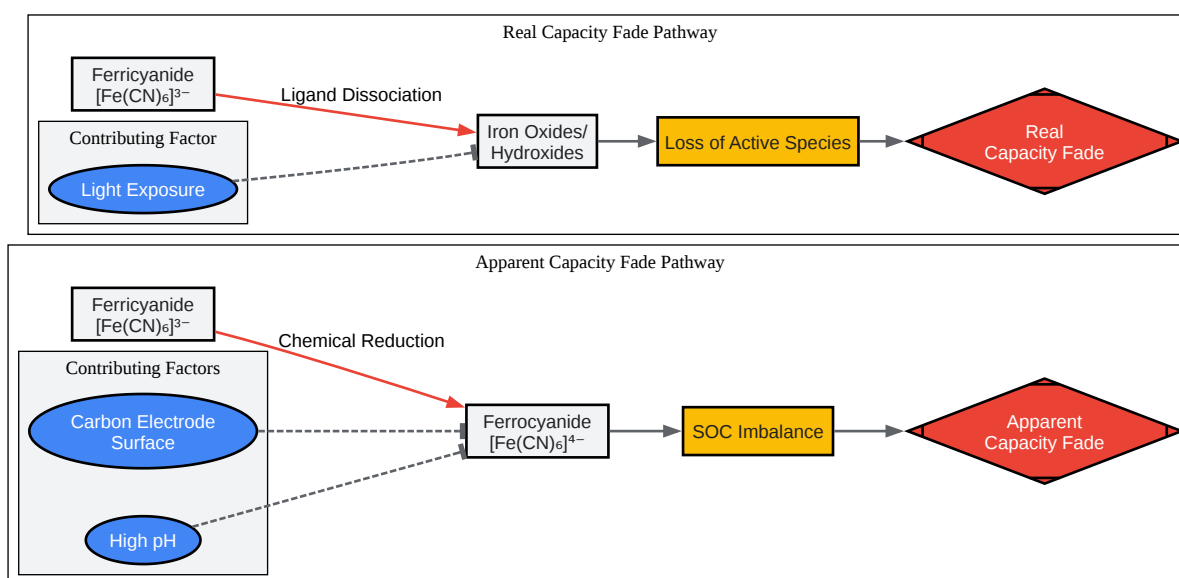 Real Capacity Fade Pathway
Ferricyanide
[Fe(CN)₆]³⁻
Ligand Dissociation
Contributing Factor
Light Exposure
Iron Oxides/
Hydroxides
Loss of Active Species
Real
Capacity Fade
Apparent Capacity Fade Pathway
Ferricyanide
[Fe(CN)₆]³⁻
Chemical Reduction
Contributing Factors
Carbon Electrode
Surface
High pH
Ferrocyanide
[Fe(CN)₆]⁴⁻
SOC Imbalance
Apparent
Capacity Fade